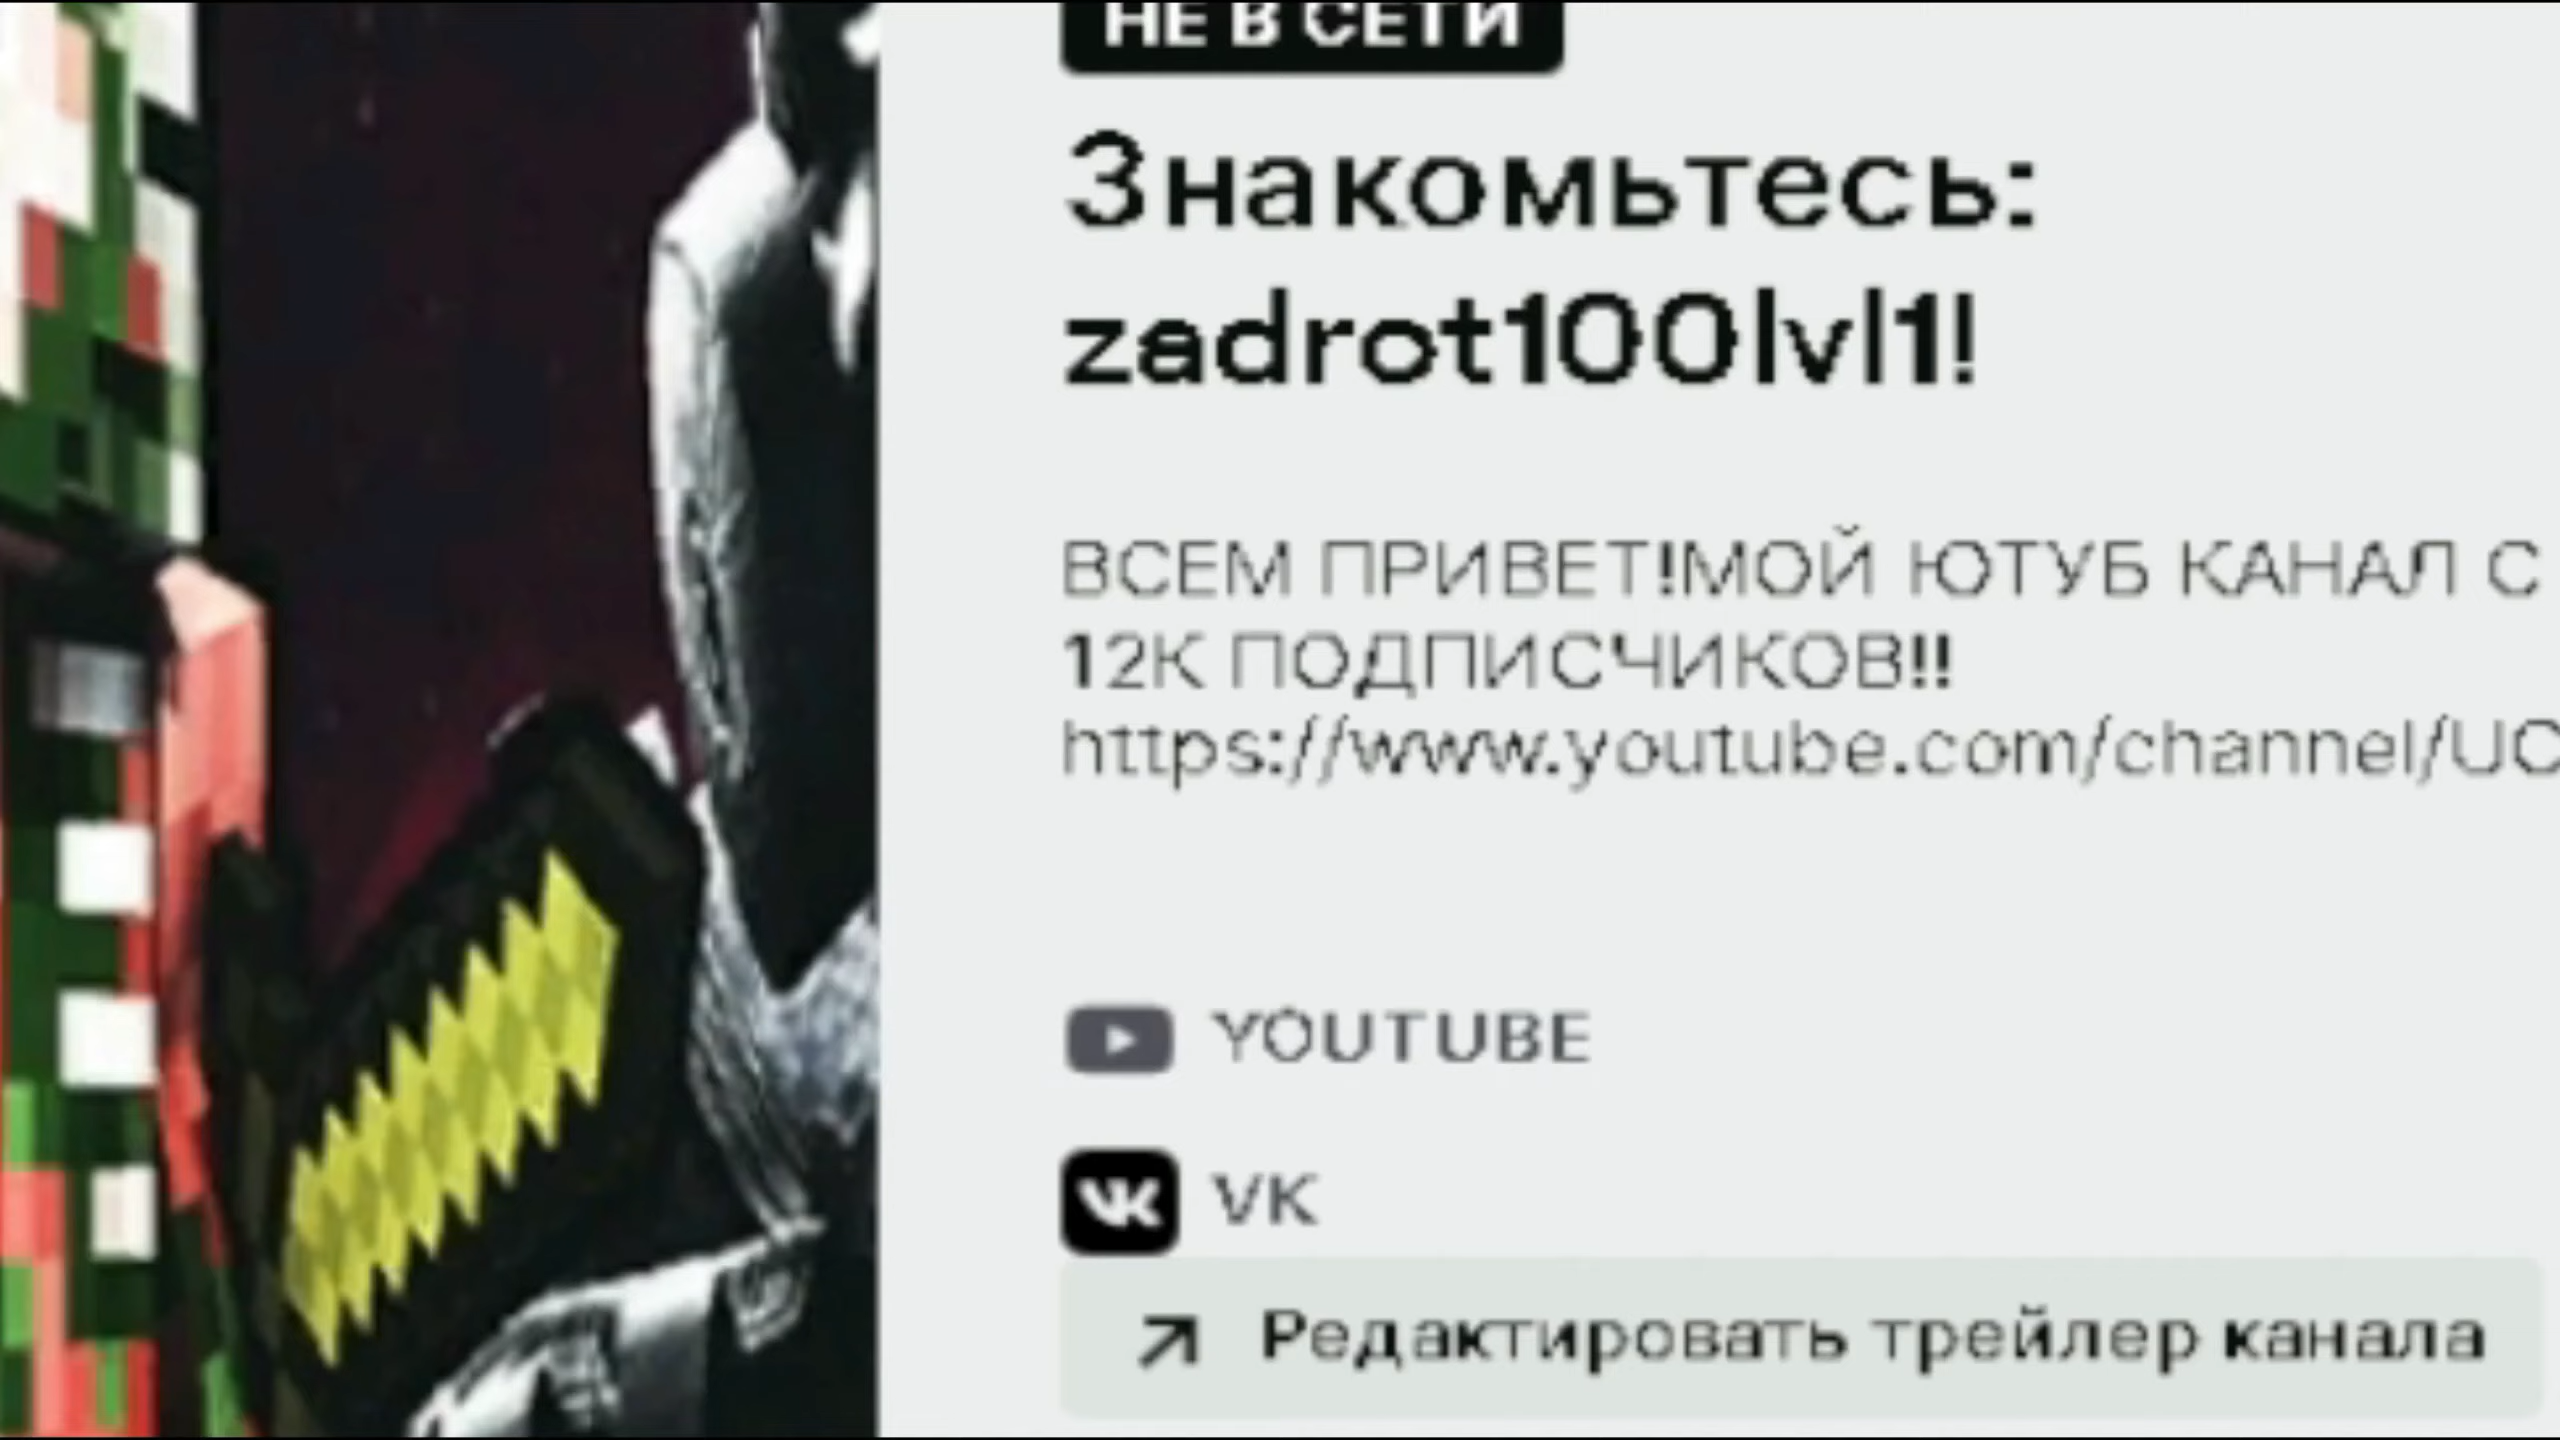 НЕ В СЕТИ
Знакомьтесь:
zadrot100lvl1!
ВСЕМ ПРИВЕТ!МОЙ ЮТУБ КАНАЛ С
12К ПОДПИСЧИКОВ!!
https://www.youtube.com/channel/UC
YOUTUBE
VK
Редактировать трейлер канала